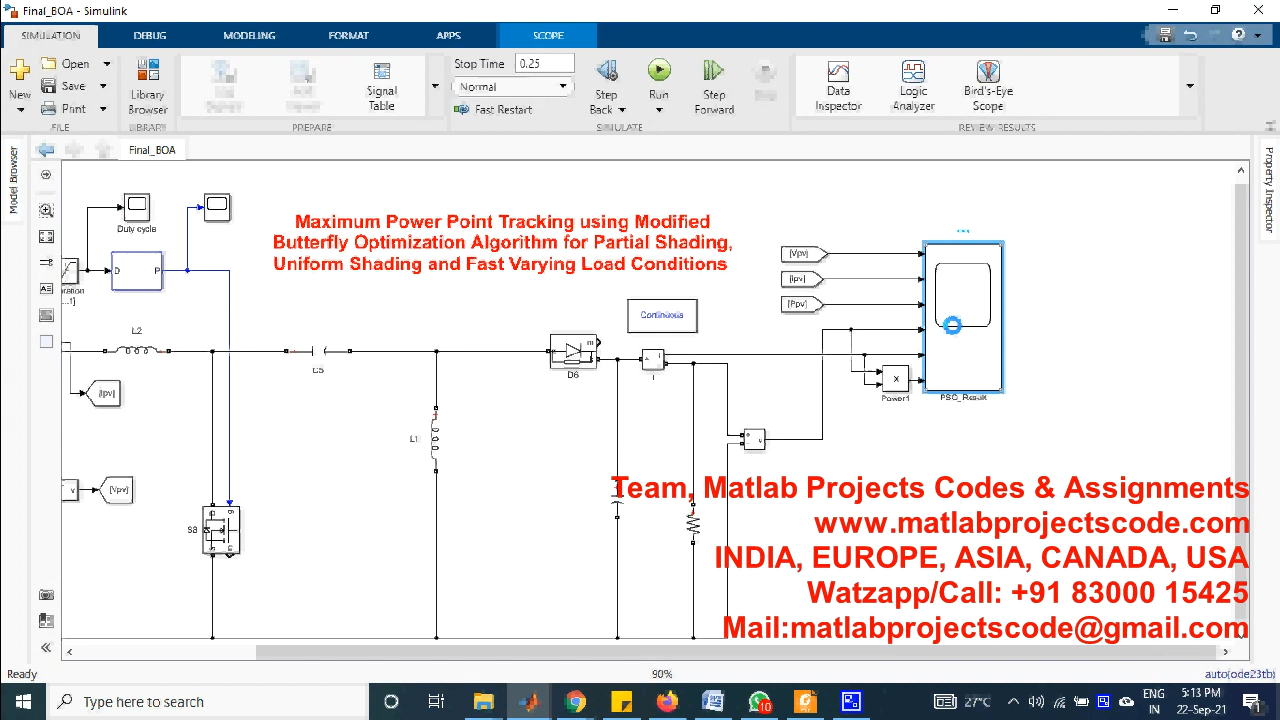 Final_BOA - Simulink
SIMULATION
DEBUG
MODELING
FORMAT
APPS
SCOPE
New
Open
Save
Print
FILE
Library
Browser
LIBRARY
Signal
Table
PREPARE
Stop Time 0.25
Normal
Fast Restart
Step
Back
Run
Step
Forward
SIMULATE
Data
Inspector
Logic
Analyzer
Bird's-Eye
Scope
REVIEW RESULTS
Model Browser
Final_BOA
Property Inspector
Duty cycle
D P
Maximum Power Point Tracking using Modified
Butterfly Optimization Algorithm for Partial Shading,
Uniform Shading and Fast Varying Load Conditions
[Vpv]
[Ipv]
[Ppv]
Continuous
L2
C5
D6
m
i
x
Power1
PSO_Result
[Ipv]
L1
v
v
[Vpv]
S3
g
Team, Matlab Projects Codes & Assignments
www.matlabprojectscode.com
INDIA, EUROPE, ASIA, CANADA, USA
Watzapp/Call: +91 83000 15425
Mail:matlabprojectscode@gmail.com
Ready
90%
auto(ode23tb)
Type here to search
10
27°C
ENG
IN
5:13 PM
22-Sep-21
1